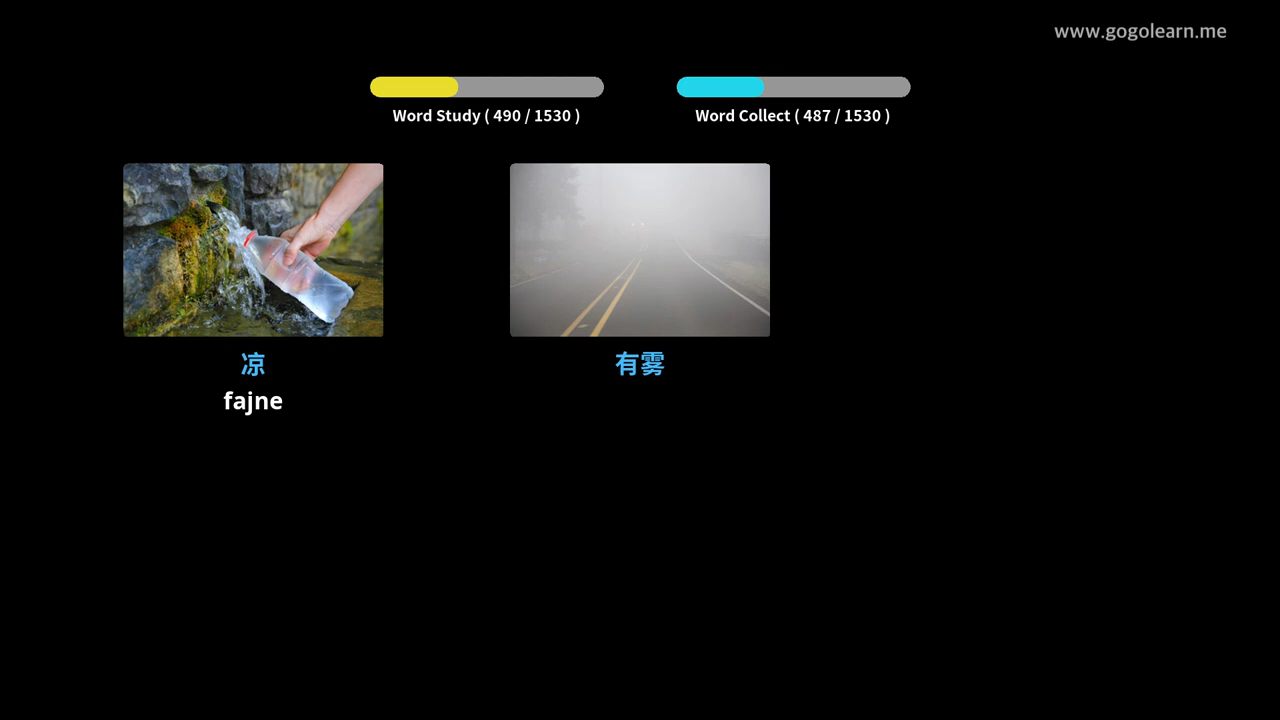 www.gogolearn.me
Word Study ( 490 / 1530 )
Word Collect ( 487 / 1530 )
凉
有雾
fajne